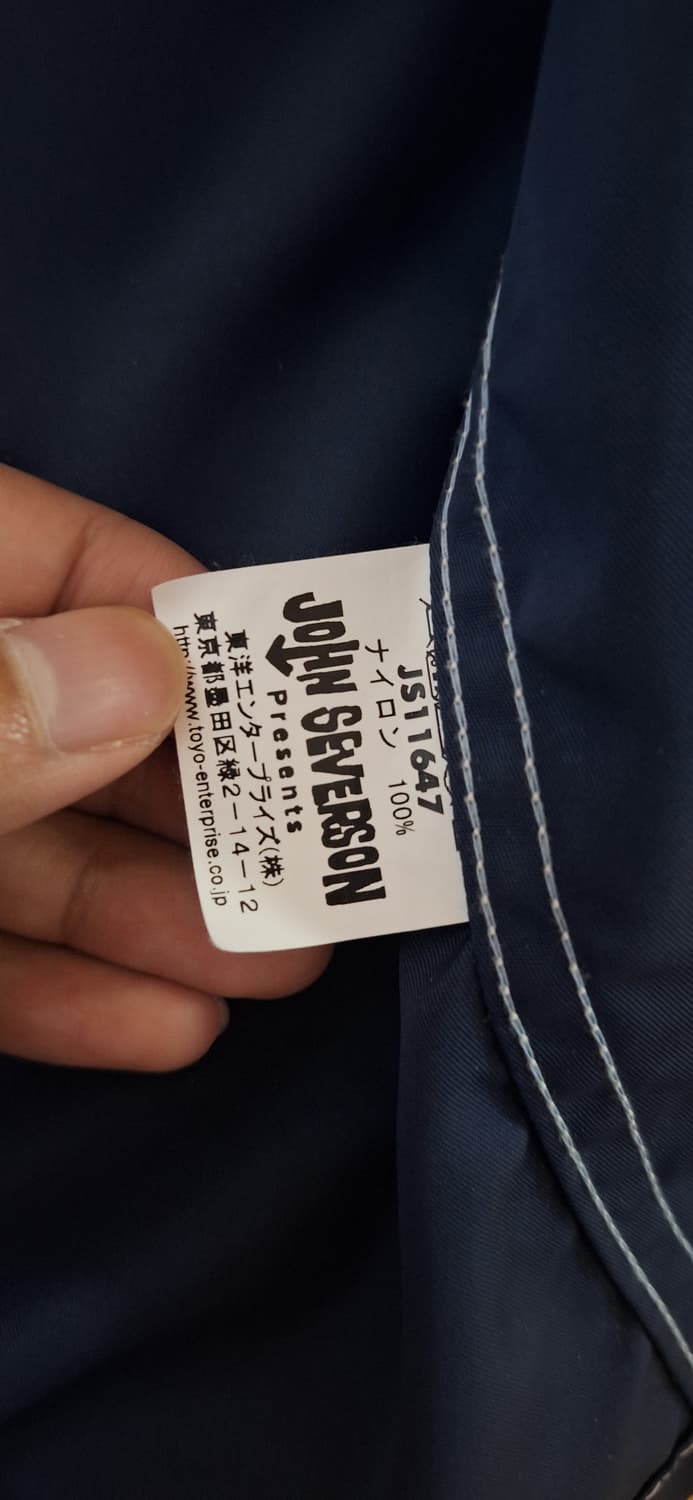 JS11647
ナイロン 100%
JOHN SEVERSON
Presents
東洋エンタープライズ(株)
東京都墨田区緑2-14-12
http://www.toyo-enterprise.co.jp